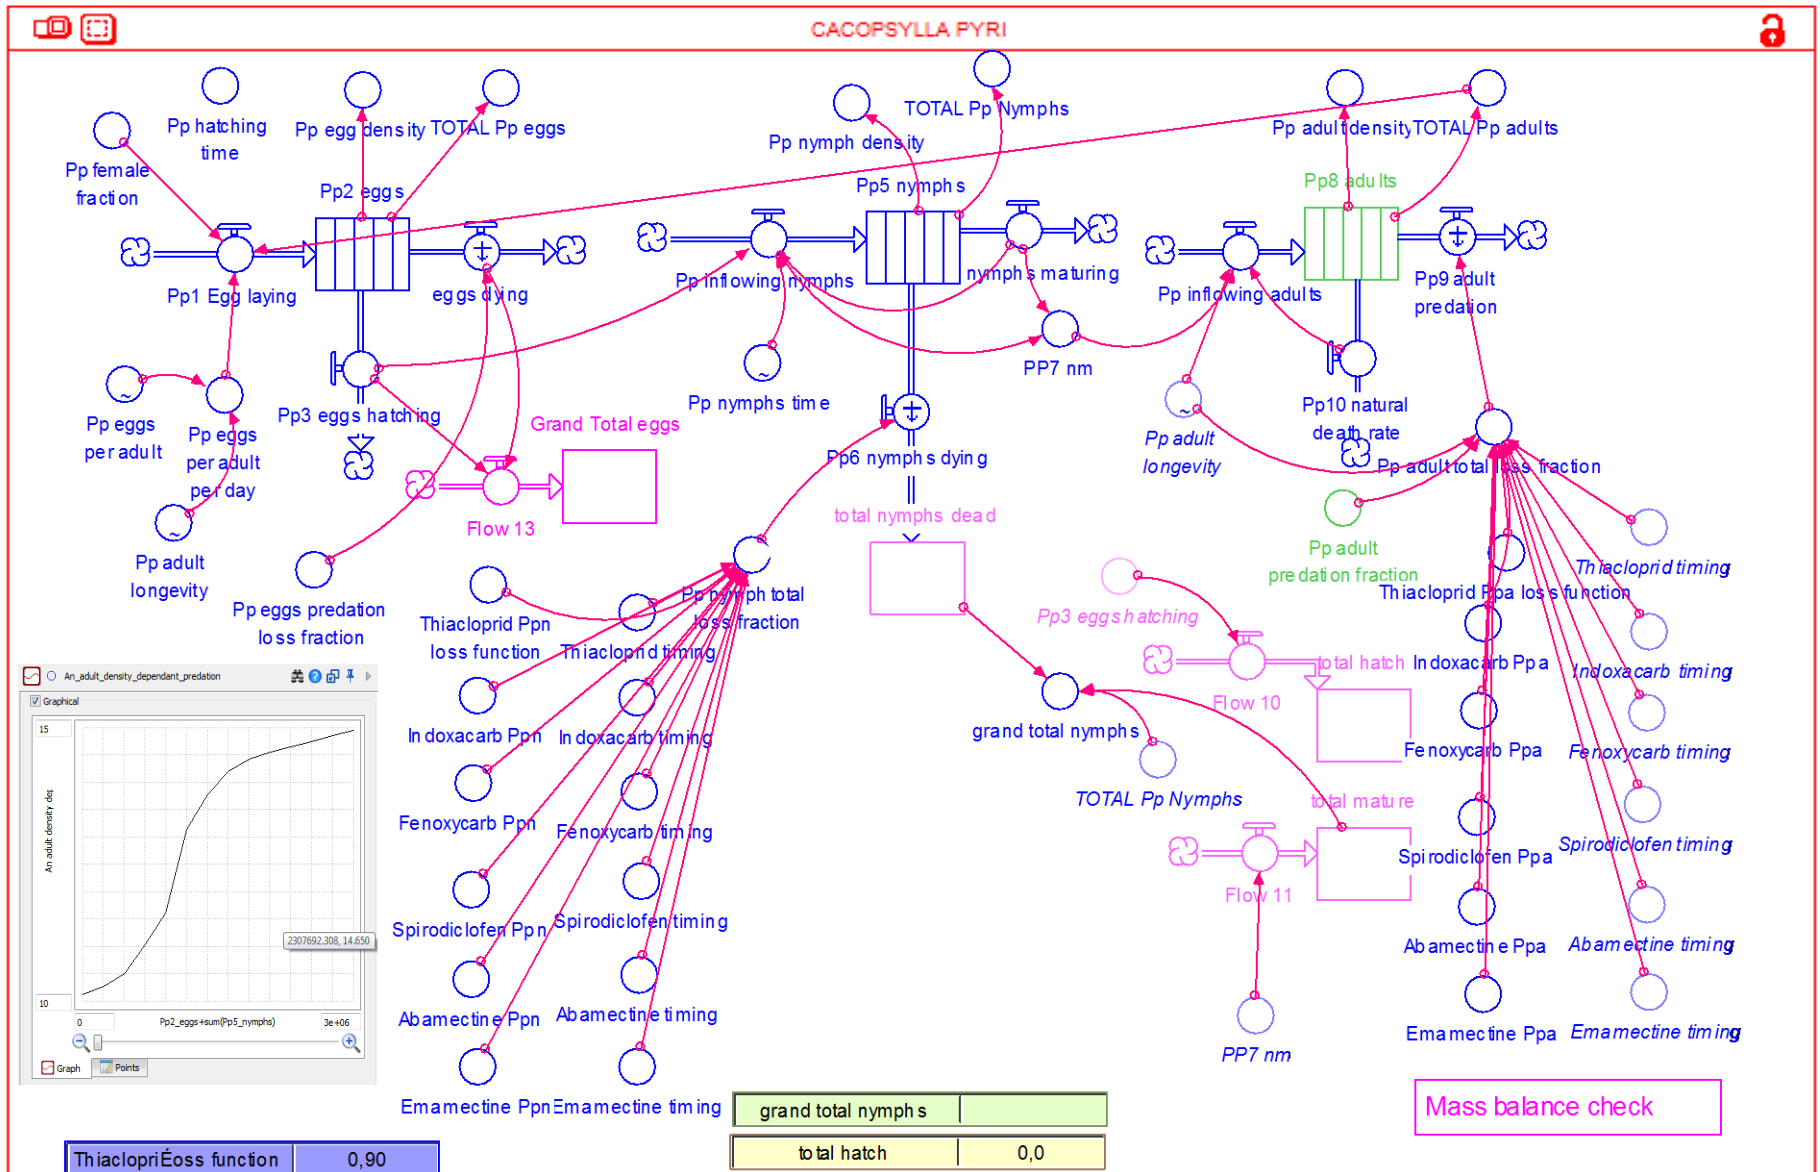 CACOPSYLLA PYRI
Pp hatching
time
Pp egg density
TOTAL Pp eggs
Pp nymph density
TOTAL Pp Nymphs
Pp adult density
TOTAL Pp adults
Pp female
fraction
Pp2 eggs
Pp5 nymphs
Pp8 adults
Pp1 Egg laying
eggs dying
Pp inflowing nymphs
nymphs maturing
Pp inflowing adults
Pp9 adult
predation
Pp eggs
per adult
Pp eggs
per adult
per day
Pp3 eggs hatching
Pp nymphs time
PP7 nm
Pp10 natural
death rate
Pp adult
longevity
Grand Total eggs
Flow 13
Pp6 nymphs dying
Pp adult total loss fraction
Pp adult
longevity
Pp eggs predation
loss fraction
total nymphs dead
Pp adult
predation fraction
Thiacloprid timing
Thiacloprid Ppn
loss function
Thiacloprid timing
Pp nymph total
loss fraction
Pp3 eggs hatching
Thiacloprid Ppa loss function
An_adult_density_dependant_predation
Graphical
15
An adult density dep
2307692.308, 14.650
10
0
Pp2_eggs+sum(Pp5_nymphs)
3e+06
Graph
Points
Indoxacarb Ppn
Indoxacarb timing
Fenoxycarb Ppn
Fenoxycarb timing
Spirodiclofen Ppn
Spirodiclofen timing
Abamectine Ppn
Abamectine timing
Emamectine Ppn
Emamectine timing
grand total nymphs
TOTAL Pp Nymphs
Flow 10
total hatch
total mature
Flow 11
PP7 nm
Indoxacarb Ppa
Indoxacarb timing
Fenoxycarb Ppa
Fenoxycarb timing
Spirodiclofen Ppa
Spirodiclofen timing
Abamectine Ppa
Abamectine timing
Emamectine Ppa
Emamectine timing
Mass balance check
grand total nymphs
total hatch 0,0
ThiaclopriÉoss function 0,90